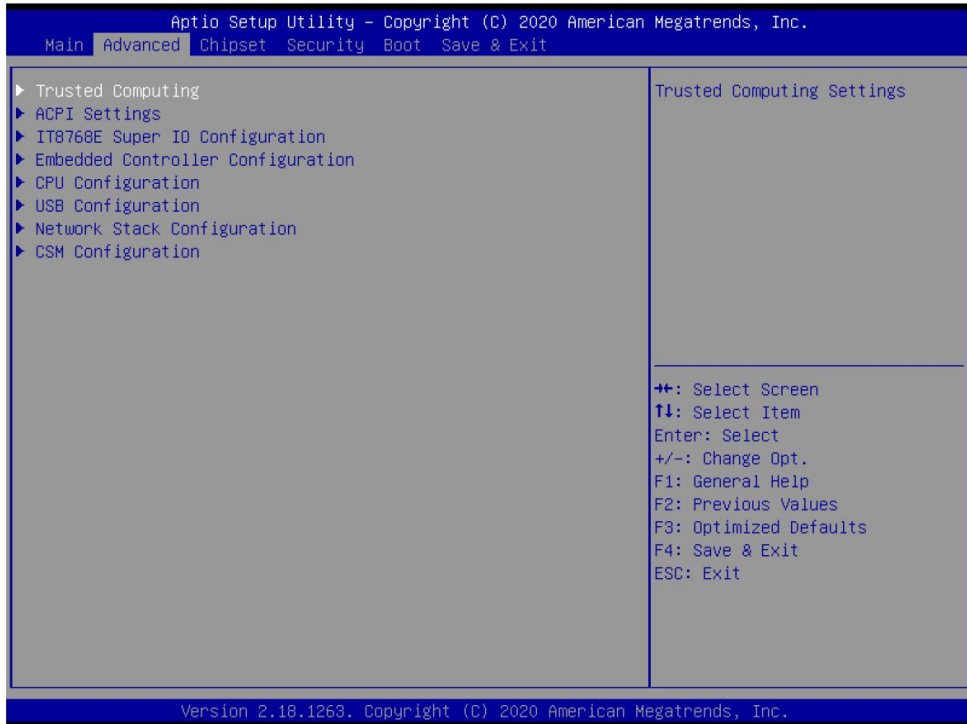 Aptio Setup Utility – Copyright (C) 2020 American Megatrends, Inc.
Main Advanced Chipset Security Boot Save & Exit
▶ Trusted Computing
▶ ACPI Settings
▶ IT8768E Super IO Configuration
▶ Embedded Controller Configuration
▶ CPU Configuration
▶ USB Configuration
▶ Network Stack Configuration
▶ CSM Configuration
Trusted Computing Settings
→←: Select Screen
↑↓: Select Item
Enter: Select
+/-: Change Opt.
F1: General Help
F2: Previous Values
F3: Optimized Defaults
F4: Save & Exit
ESC: Exit
Version 2.18.1263. Copyright (C) 2020 American Megatrends, Inc.